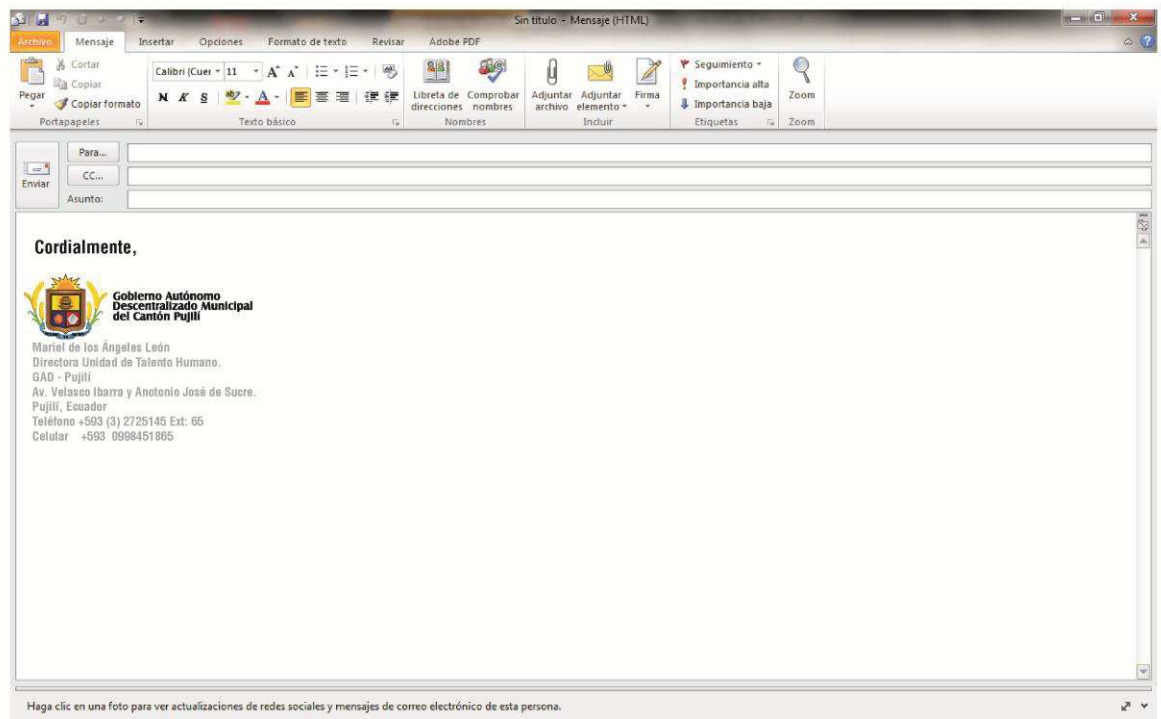 Sin título - Mensaje (HTML)
Archivo Mensaje Insertar Opciones Formato de texto Revisar Adobe PDF
Pegar
Cortar
Copiar
Copiar formato
Portapapeles
Calibri (Cuer 11
N K S
Texto básico
Libreta de direcciones
Comprobar nombres
Nombres
Adjuntar archivo
Adjuntar elemento
Firma
Incluir
Seguimiento
Importancia alta
Importancia baja
Etiquetas
Zoom
Zoom
Enviar
Para...
CC...
Asunto:
Cordialmente,
Gobierno Autónomo
Descentralizado Municipal
del Cantón Pujilí
Mariel de los Ángeles León
Directora Unidad de Talento Humano.
GAD - Pujilí
Av. Velasco Ibarra y Anotonio José de Sucre.
Pujilí, Ecuador
Teléfono +593 (3) 2725145 Ext: 65
Celular +593 0998451865
Haga clic en una foto para ver actualizaciones de redes sociales y mensajes de correo electrónico de esta persona.